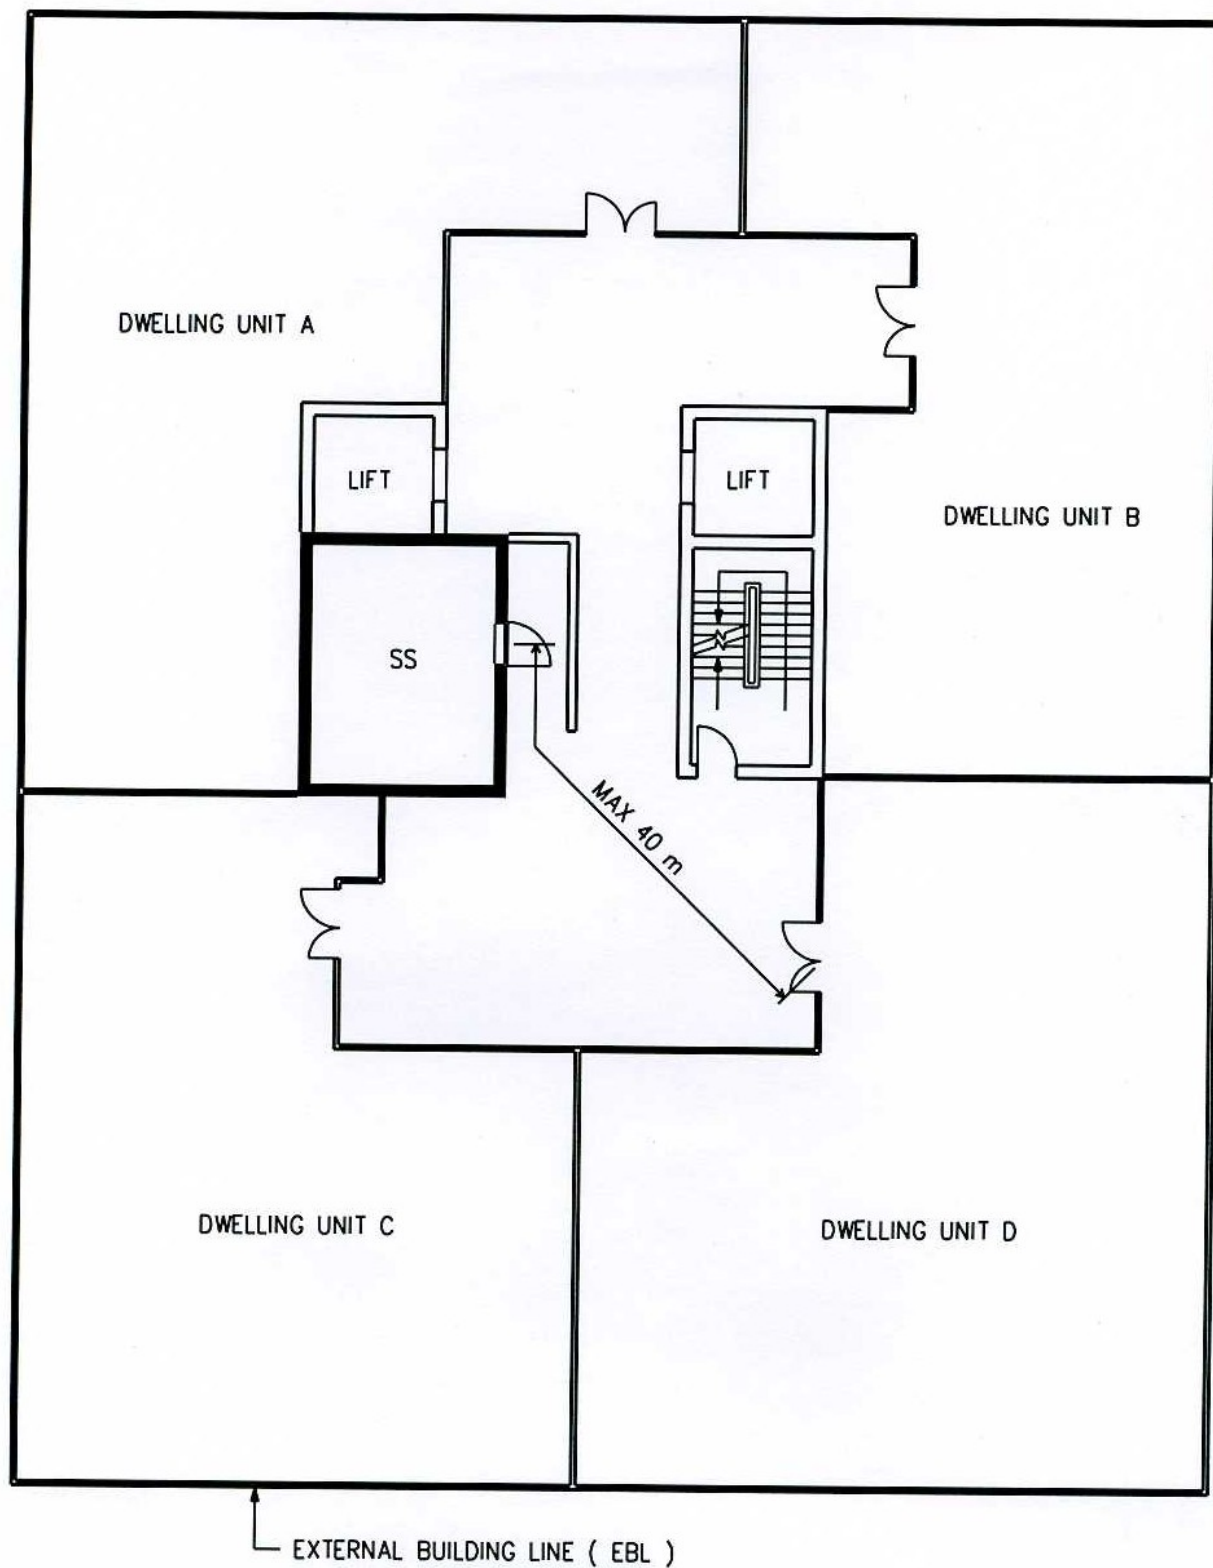 DWELLING UNIT A
LIFT
LIFT
DWELLING UNIT B
SS
MAX 40 m
DWELLING UNIT C
DWELLING UNIT D
EXTERNAL BUILDING LINE ( EBL )